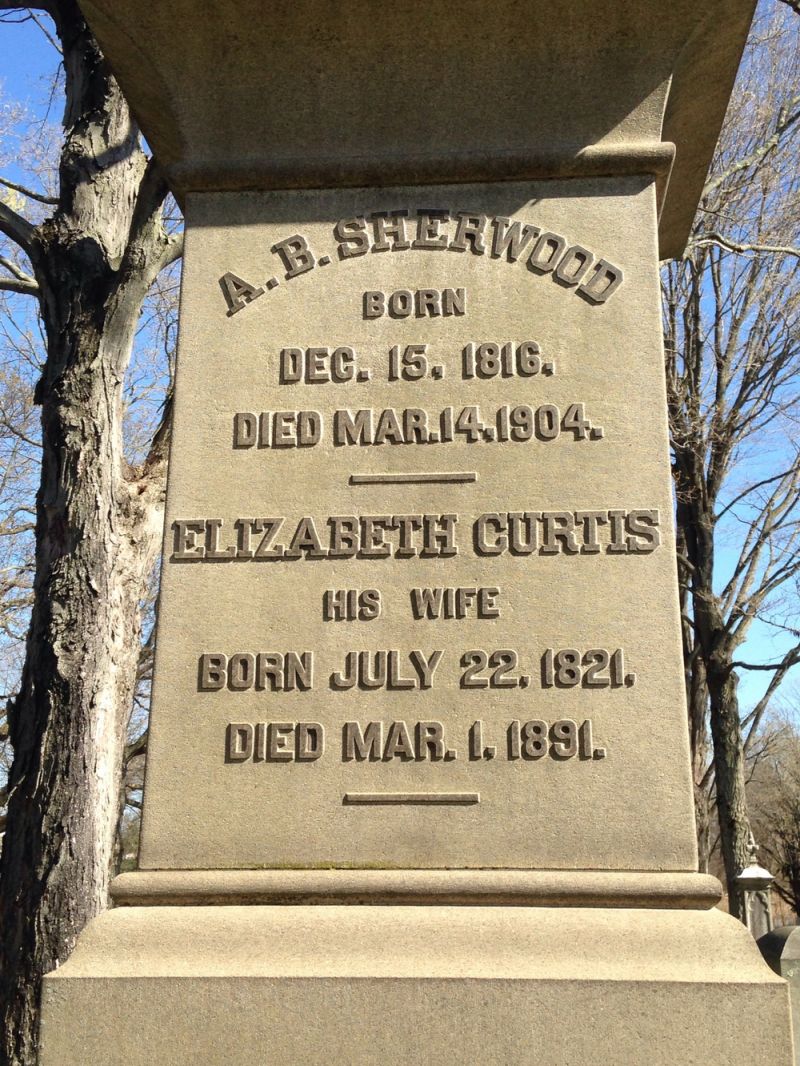 A. B. SHERWOOD
BORN
DEC. 15. 1816.
DIED MAR. 14. 1904.
ELIZABETH CURTIS
HIS WIFE
BORN JULY 22. 1821.
DIED MAR. 1. 1891.